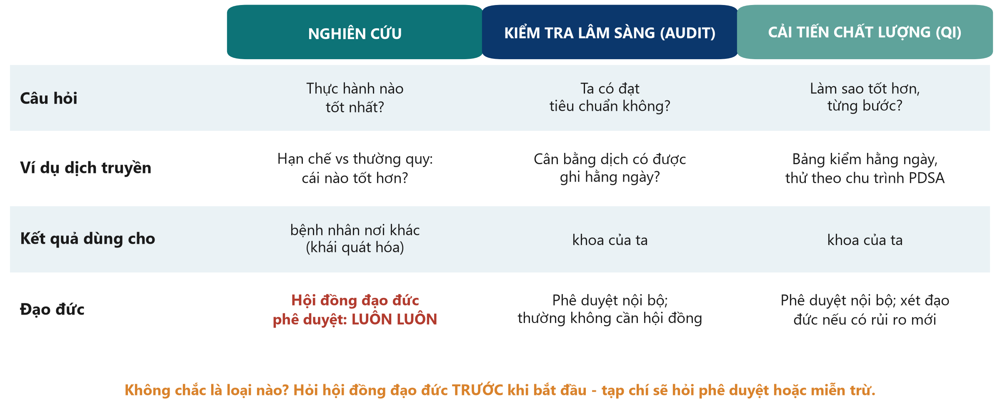 NGHIÊN CỨU
KIỂM TRA LÂM SÀNG (AUDIT)
CẢI TIẾN CHẤT LƯỢNG (QI)
Câu hỏi
Thực hành nào
tốt nhất?
Ta có đạt
tiêu chuẩn không?
Làm sao tốt hơn,
từng bước?
Ví dụ dịch truyền
Hạn chế vs thường quy:
cái nào tốt hơn?
Cân bằng dịch có được
ghi hằng ngày?
Bảng kiểm hằng ngày,
thử theo chu trình PDSA
Kết quả dùng cho
bệnh nhân nơi khác
(khái quát hóa)
khoa của ta
khoa của ta
Đạo đức
Hội đồng đạo đức
phê duyệt: LUÔN LUÔN
Phê duyệt nội bộ;
thường không cần hội đồng
Phê duyệt nội bộ; xét đạo
đức nếu có rủi ro mới
Không chắc là loại nào? Hỏi hội đồng đạo đức TRƯỚC khi bắt đầu - tạp chí sẽ hỏi phê duyệt hoặc miễn trừ.